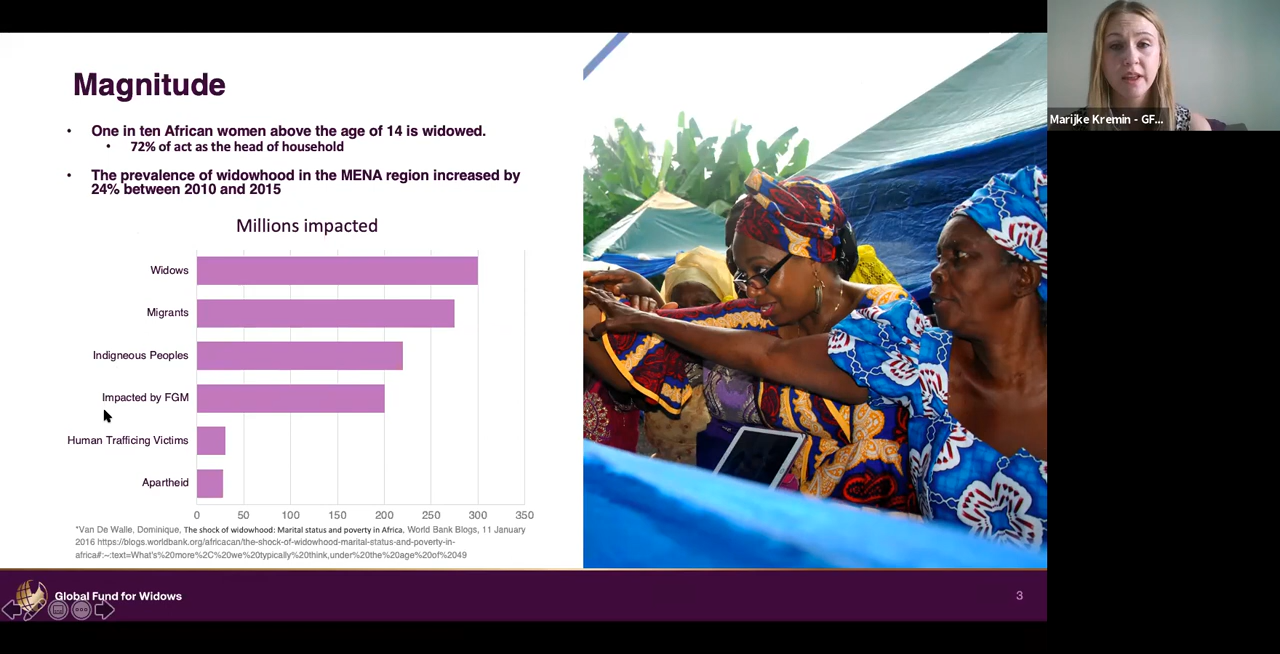 Magnitude
• One in ten African women above the age of 14 is widowed.
• 72% of act as the head of household
• The prevalence of widowhood in the MENA region increased by
24% between 2010 and 2015
Millions impacted
Widows
Migrants
Indigneous Peoples
Impacted by FGM
Human Trafficing Victims
Apartheid
0 50 100 150 200 250 300 350
*Van De Walle, Dominique, The shock of widowhood: Marital status and poverty in Africa, World Bank Blogs, 11 January
2016 https://blogs.worldbank.org/africacan/the-shock-of-widowhood-marital-status-and-poverty-in-
africa#:~:text=What's%20more%2C%20we%20typically%20think,under%20the%20age%20of%2049
Global Fund for Widows
3
Marijke Kremin - GF...